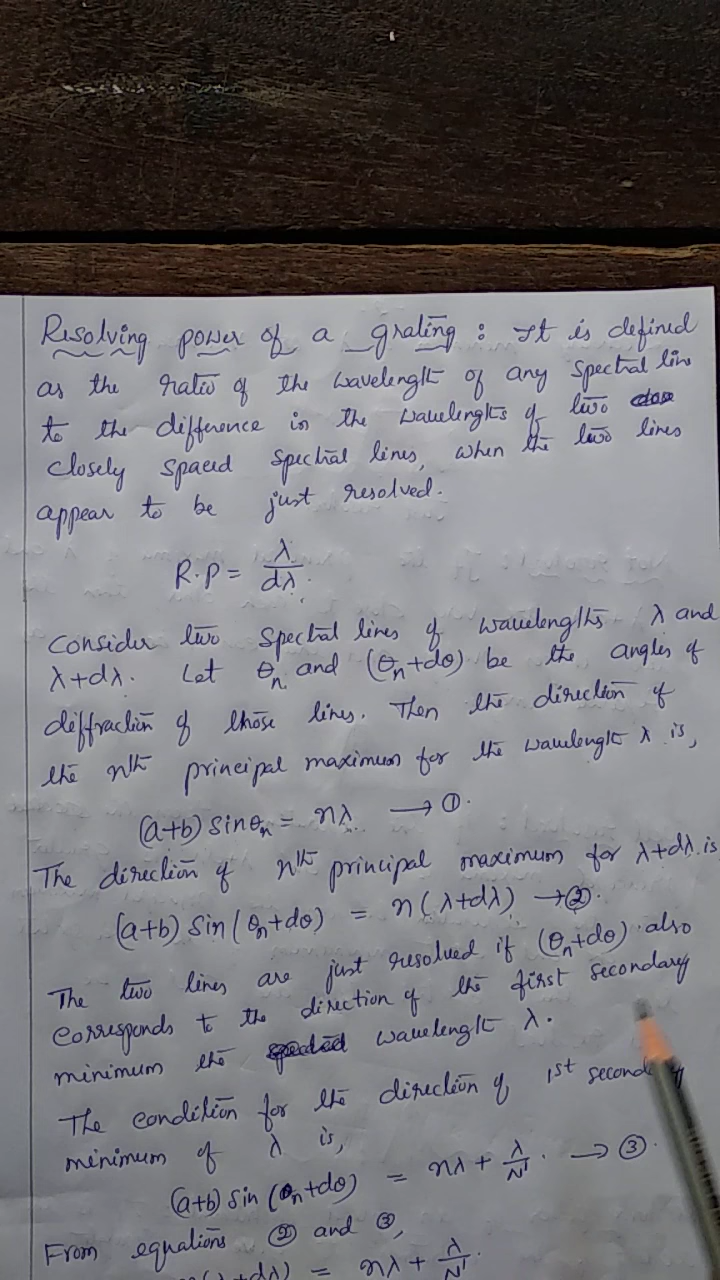 Resolving power of a grating : It is defined
as the ratio of the wavelength of any spectral line
to the difference in the wavelengths of two close
closely spaced spectral lines, when the two lines
appear to be just resolved.
R.P = λ/dλ.
Consider two spectral lines of wavelengths λ and
λ+dλ. Let θn and (θn+dθ) be the angles of
diffraction of those lines. Then the direction of
the nth principal maximum for the wavelength λ is,
(a+b) sinθn = nλ → ①.
The direction of nth principal maximum for λ+dλ is
(a+b) Sin(θn+dθ) = n(λ+dλ) → ②.
The two lines are just resolved if (θn+dθ) also
corresponds to the direction of the first secondary
minimum the wavelength λ.
The condition for the direction of 1st secondary
minimum of λ is,
(a+b) sin (θn+dθ) = nλ + λ/N'. → ③.
From equations ② and ③,
n(λ+dλ) = nλ + λ/N'.